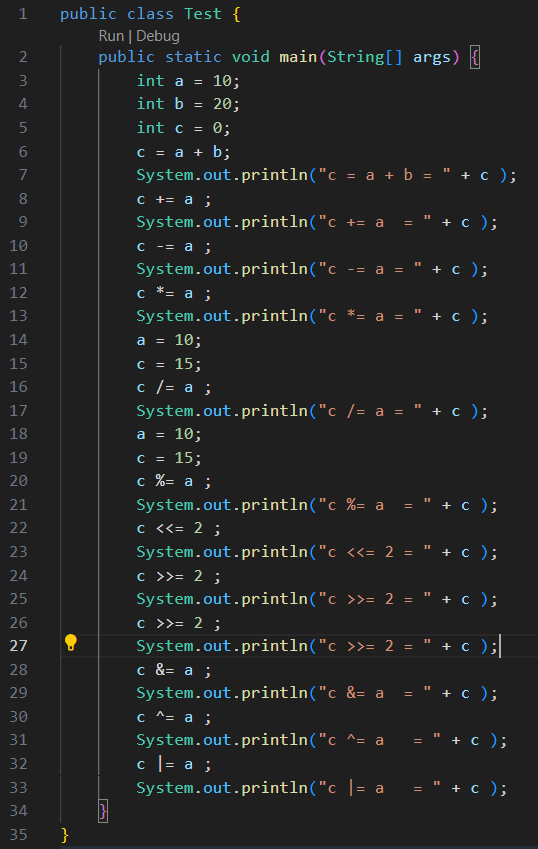 1 public class Test {
Run | Debug
2 public static void main(String[] args) {
3 int a = 10;
4 int b = 20;
5 int c = 0;
6 c = a + b;
7 System.out.println("c = a + b = " + c );
8 c += a ;
9 System.out.println("c += a  = " + c );
10 c -= a ;
11 System.out.println("c -= a = " + c );
12 c *= a ;
13 System.out.println("c *= a = " + c );
14 a = 10;
15 c = 15;
16 c /= a ;
17 System.out.println("c /= a = " + c );
18 a = 10;
19 c = 15;
20 c %= a ;
21 System.out.println("c %= a  = " + c );
22 c <<= 2 ;
23 System.out.println("c <<= 2 = " + c );
24 c >>= 2 ;
25 System.out.println("c >>= 2 = " + c );
26 c >>= 2 ;
27 System.out.println("c >>= 2 = " + c );
28 c &= a ;
29 System.out.println("c &= a  = " + c );
30 c ^= a ;
31 System.out.println("c ^= a   = " + c );
32 c |= a ;
33 System.out.println("c |= a   = " + c );
34 }
35 }